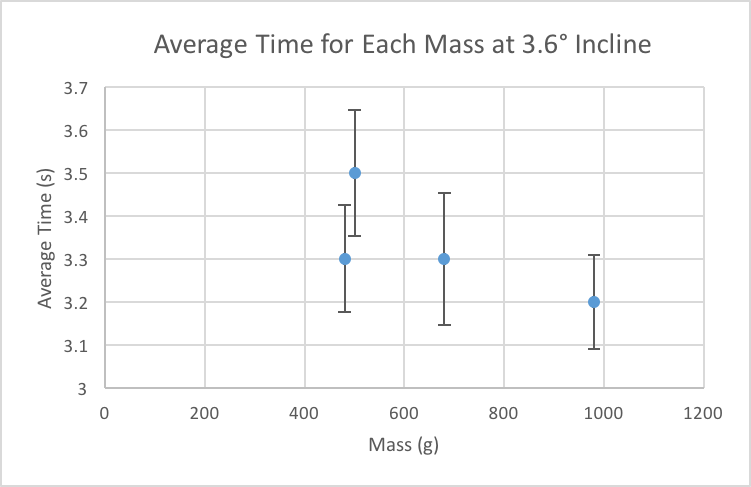 Average Time for Each Mass at 3.6° Incline
3.7
3.6
3.5
3.4
3.3
3.2
3.1
3
Average Time (s)
0 200 400 600 800 1000 1200
Mass (g)